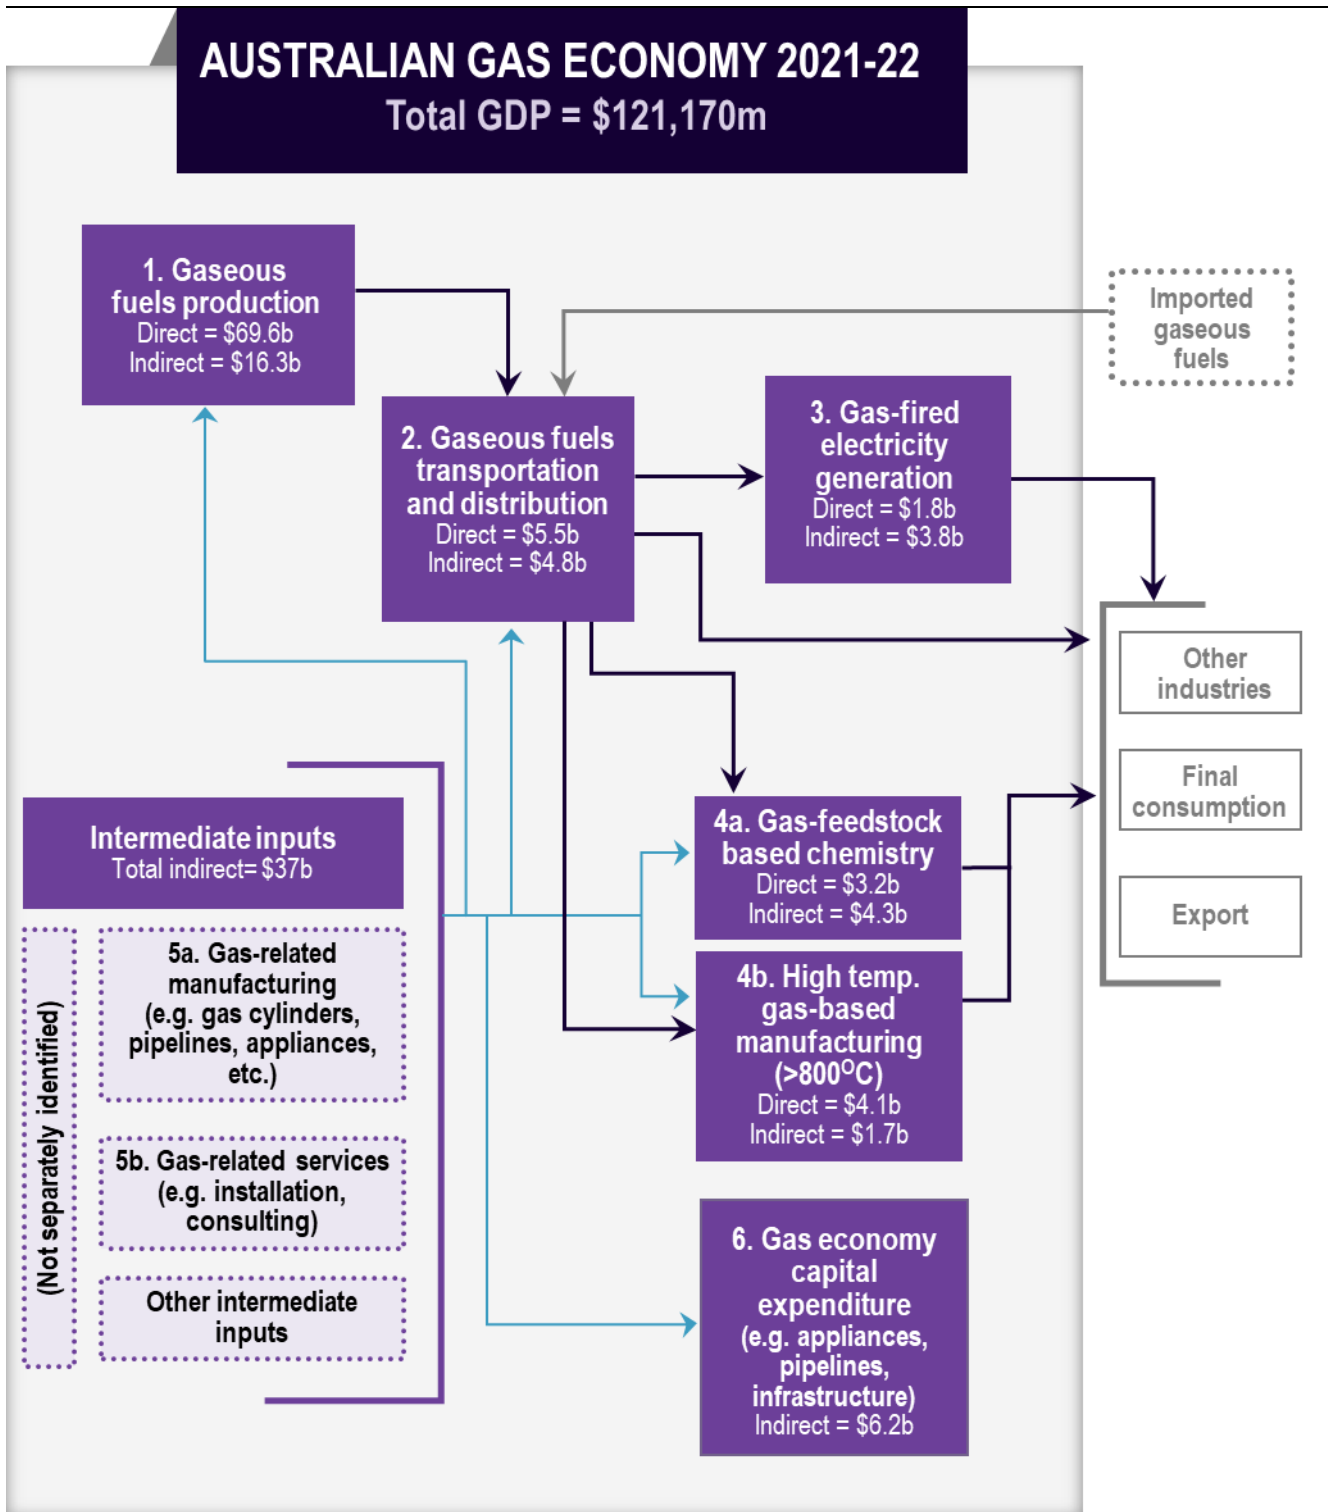 AUSTRALIAN GAS ECONOMY 2021-22
Total GDP = $121,170m
1. Gaseous
fuels production
Direct = $69.6b
Indirect = $16.3b
Imported
gaseous
fuels
2. Gaseous fuels
transportation
and distribution
Direct = $5.5b
Indirect = $4.8b
3. Gas-fired
electricity
generation
Direct = $1.8b
Indirect = $3.8b
Other
industries
Final
consumption
Export
Intermediate inputs
Total indirect= $37b
(Not separately identified)
5a. Gas-related
manufacturing
(e.g. gas cylinders,
pipelines, appliances,
etc.)
5b. Gas-related services
(e.g. installation,
consulting)
Other intermediate
inputs
4a. Gas-feedstock
based chemistry
Direct = $3.2b
Indirect = $4.3b
4b. High temp.
gas-based
manufacturing
(>800ᴼC)
Direct = $4.1b
Indirect = $1.7b
6. Gas economy
capital
expenditure
(e.g. appliances,
pipelines,
infrastructure)
Indirect = $6.2b